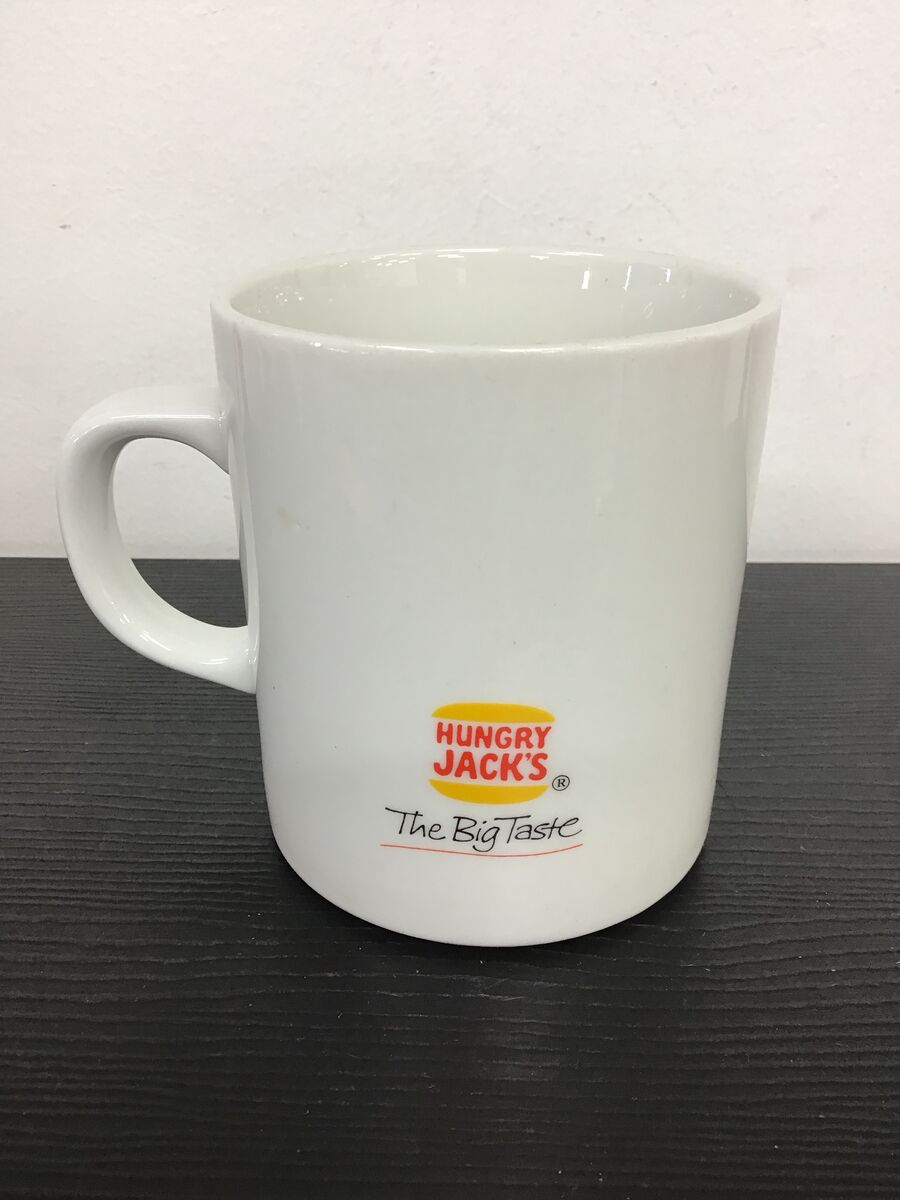 HUNGRY
JACK'S ®
The Big Taste